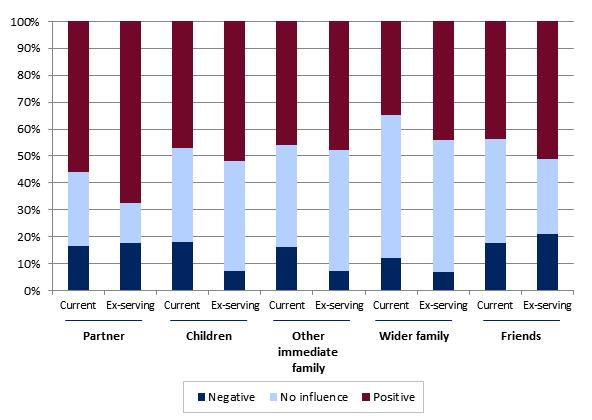 100%
90%
80%
70%
60%
50%
40%
30%
20%
10%
0%
Current Ex-serving Current Ex-serving Current Ex-serving Current Ex-serving Current Ex-serving
Partner Children Other Wider family Friends
immediate
family
Negative No influence Positive